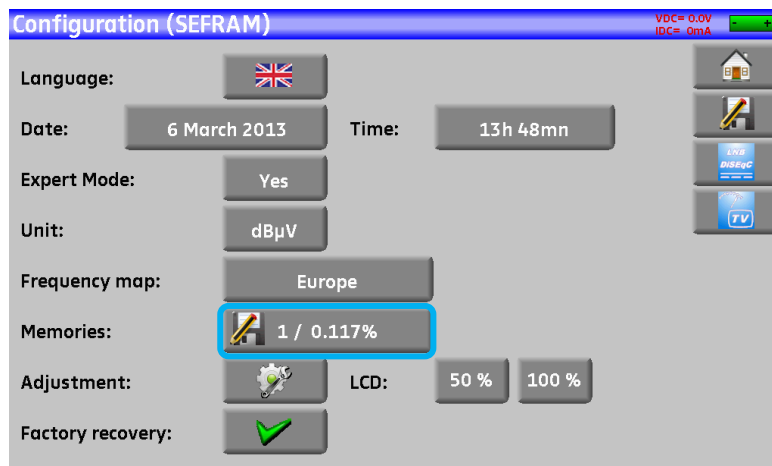 Configuration (SEFRAM)
VDC= 0.0V
IDC= 0mA
- +
Language:
Date: 6 March 2013 Time: 13h 48mn
LNB
DiSEqC
Expert Mode: Yes
Unit: dBµV
TV
Frequency map: Europe
Memories: 1 / 0.117%
Adjustment: LCD: 50 % 100 %
Factory recovery: